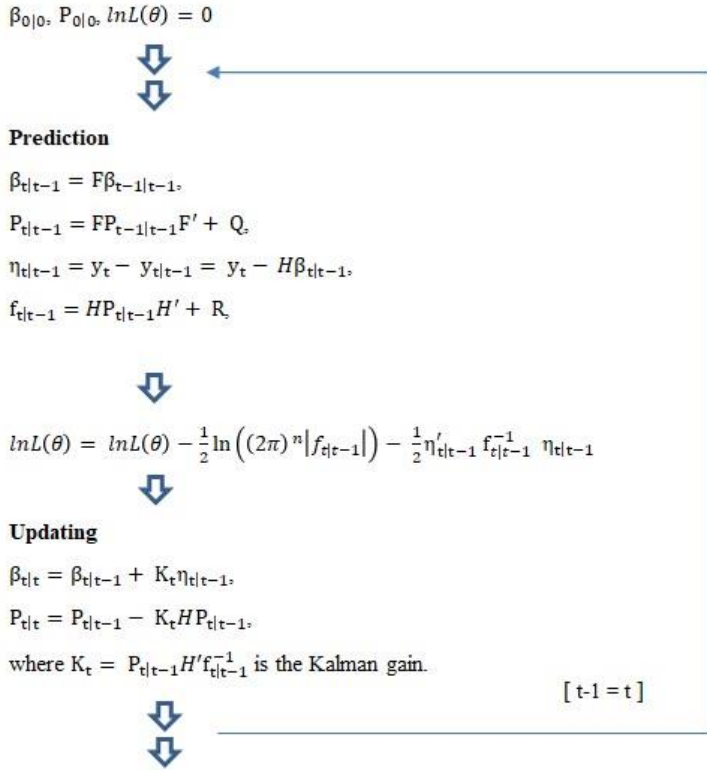 β₀|₀, P₀|₀, lnL(θ) = 0
Prediction
βₜ|ₜ₋₁ = Fβₜ₋₁|ₜ₋₁,
Pₜ|ₜ₋₁ = FPₜ₋₁|ₜ₋₁F′ + Q,
ηₜ|ₜ₋₁ = yₜ − yₜ|ₜ₋₁ = yₜ − Hβₜ|ₜ₋₁,
fₜ|ₜ₋₁ = HPₜ|ₜ₋₁H′ + R,
lnL(θ) = lnL(θ) − ½ ln((2π)ⁿ|fₜ|ₜ₋₁|) − ½ η′ₜ|ₜ₋₁ f⁻¹ₜ|ₜ₋₁ ηₜ|ₜ₋₁
Updating
βₜ|ₜ = βₜ|ₜ₋₁ + Kₜηₜ|ₜ₋₁,
Pₜ|ₜ = Pₜ|ₜ₋₁ − KₜHPₜ|ₜ₋₁,
where Kₜ = Pₜ|ₜ₋₁H′f⁻¹ₜ|ₜ₋₁ is the Kalman gain.
[ t-1 = t ]